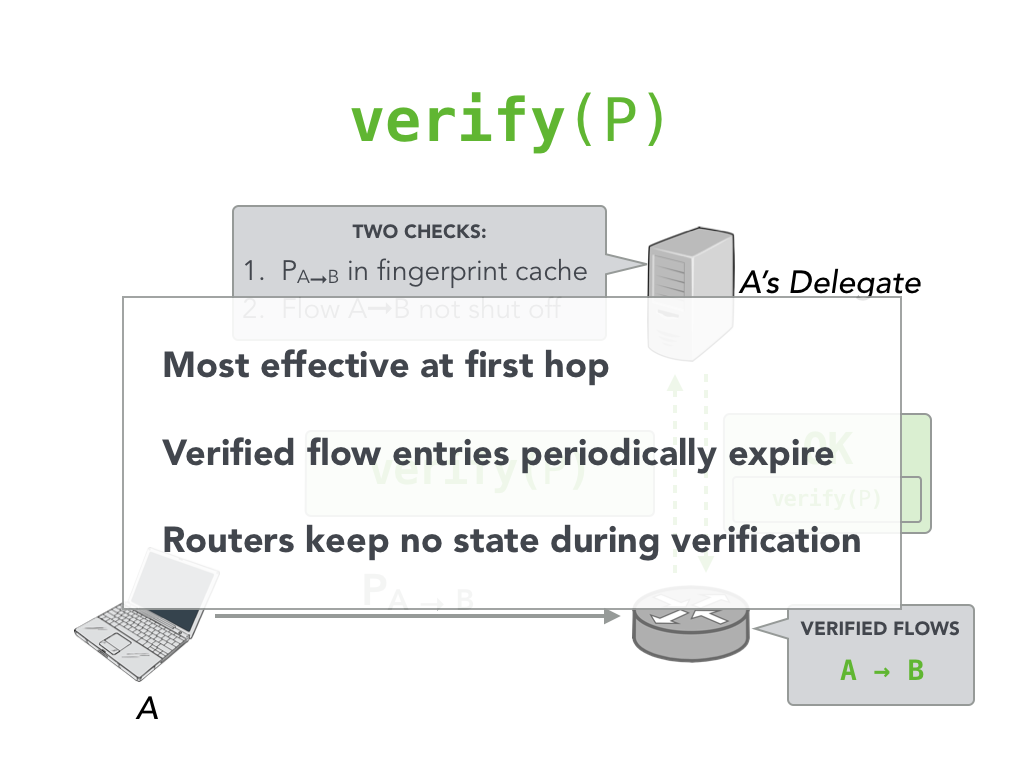 verify(P)
TWO CHECKS:
1. PA→B in fingerprint cache
2. Flow A→B not shut off
A's Delegate
Most effective at first hop
OK
Verified flow entries periodically expire
verify(P)
verify(P)
Routers keep no state during verification
PA → B
VERIFIED FLOWS
A → B
A